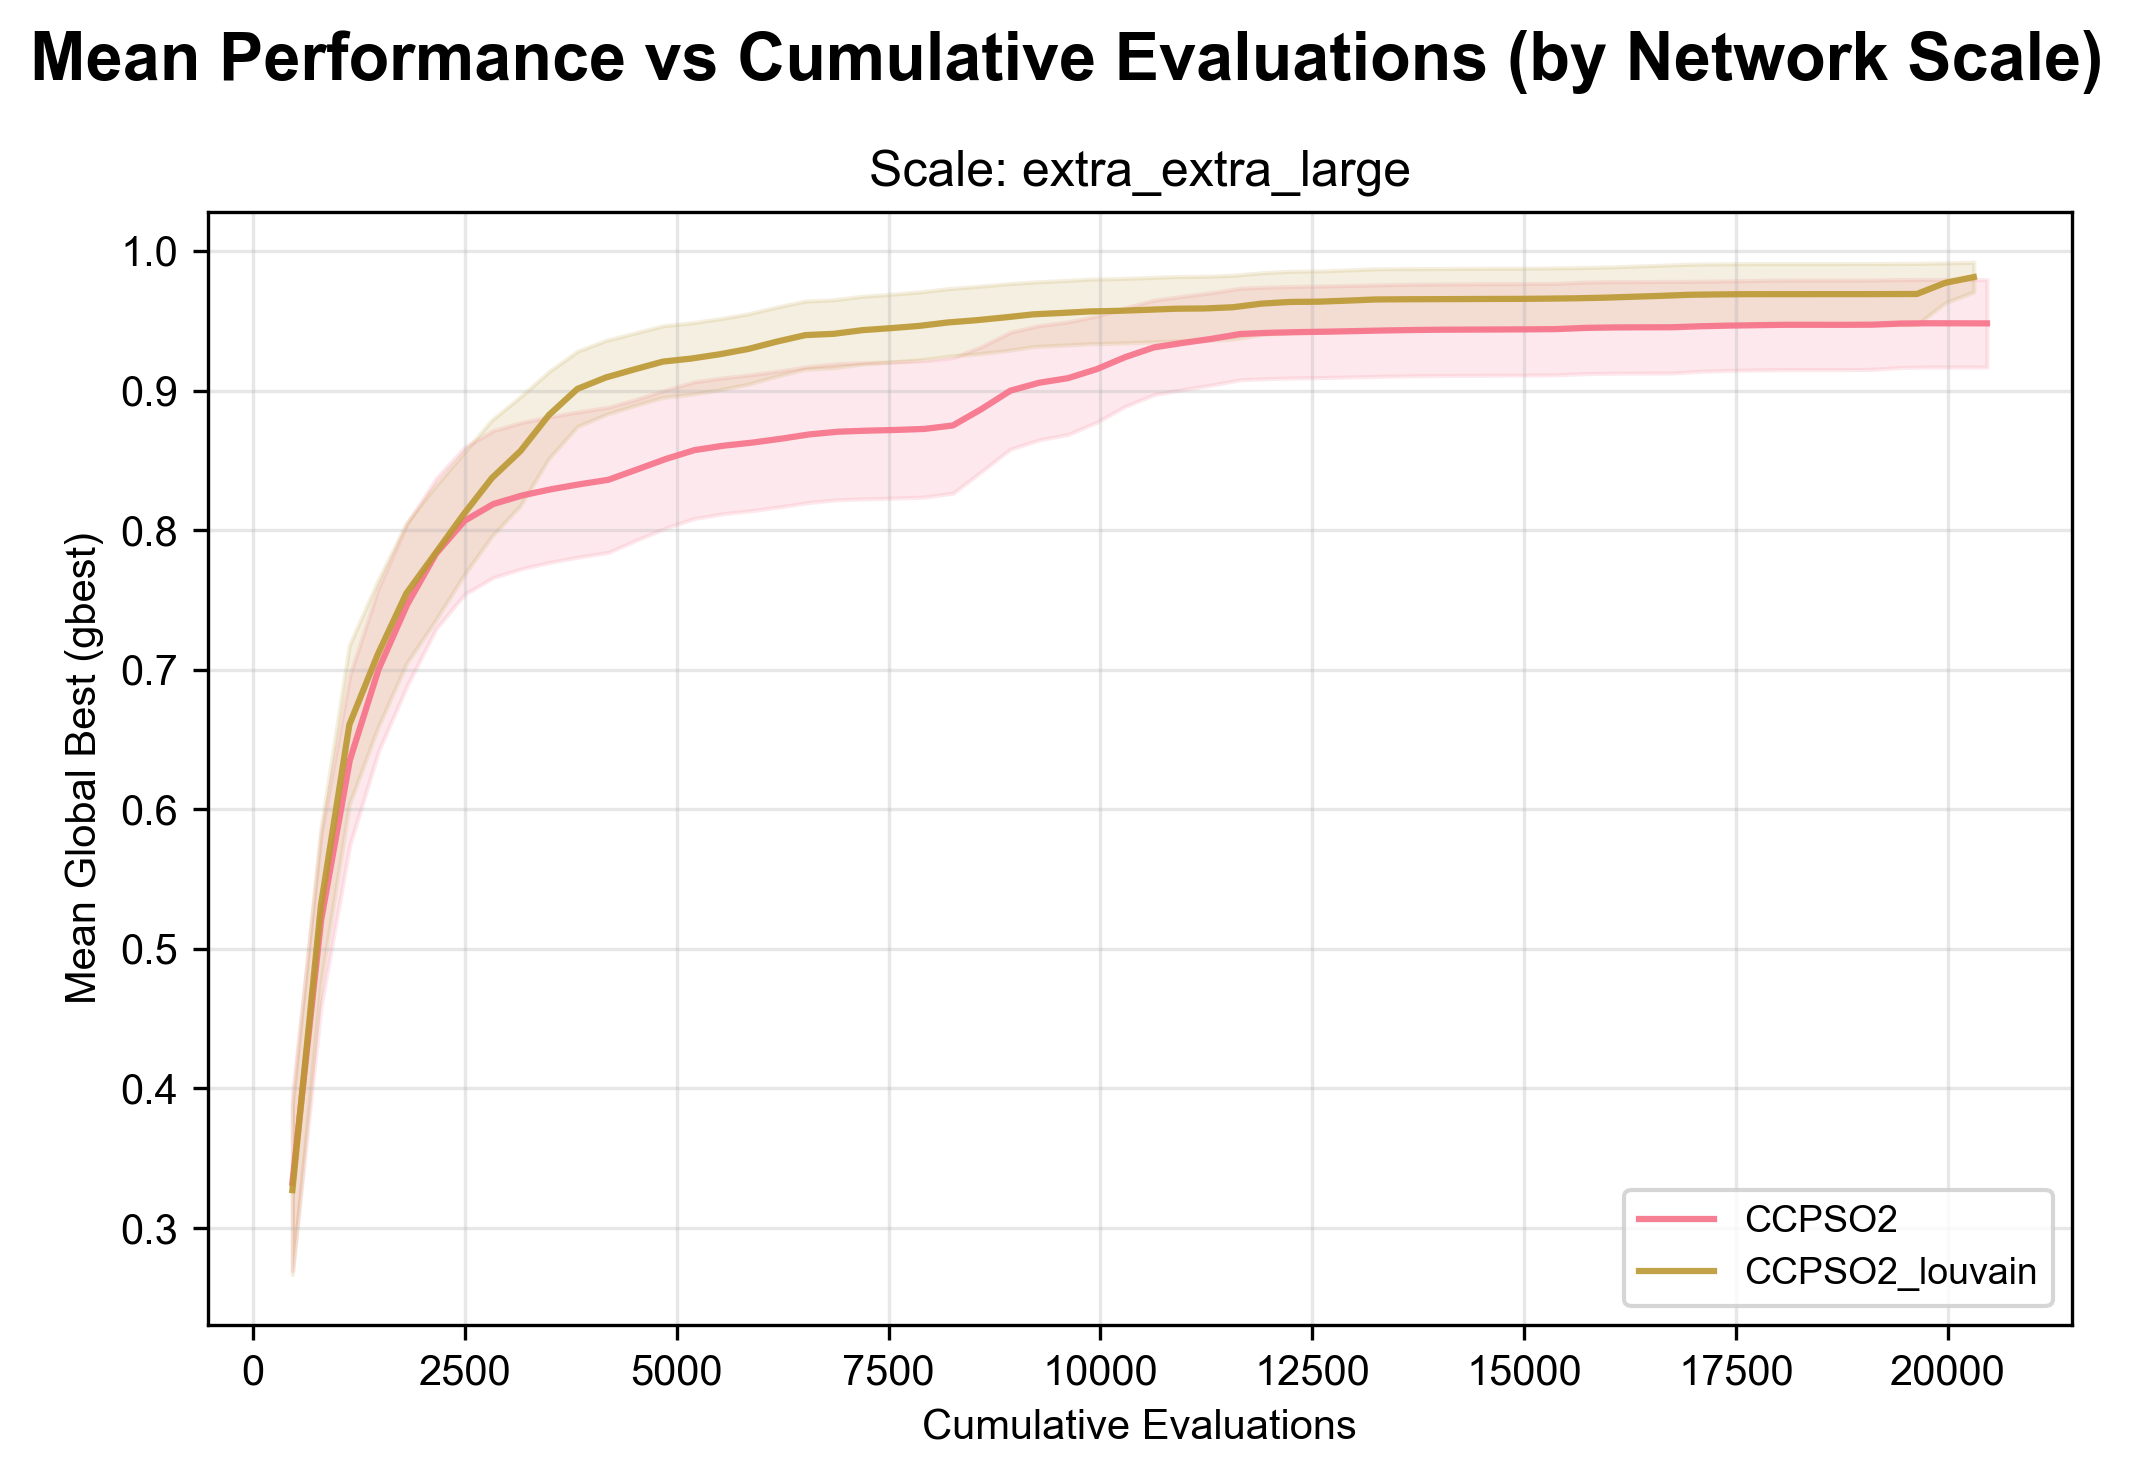 Mean Performance vs Cumulative Evaluations (by Network Scale)
Scale: extra_extra_large
1.0
0.9
0.8
0.7
0.6
0.5
0.4
0.3
Mean Global Best (gbest)
CCPSO2
CCPSO2_louvain
0 2500 5000 7500 10000 12500 15000 17500 20000
Cumulative Evaluations